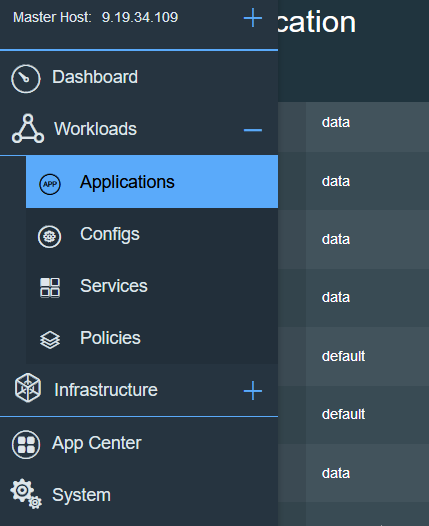 Master Host: 9.19.34.109
cation
Dashboard
Workloads
APP Applications
Configs
Services
Policies
Infrastructure
App Center
System
data
data
data
data
default
default
data